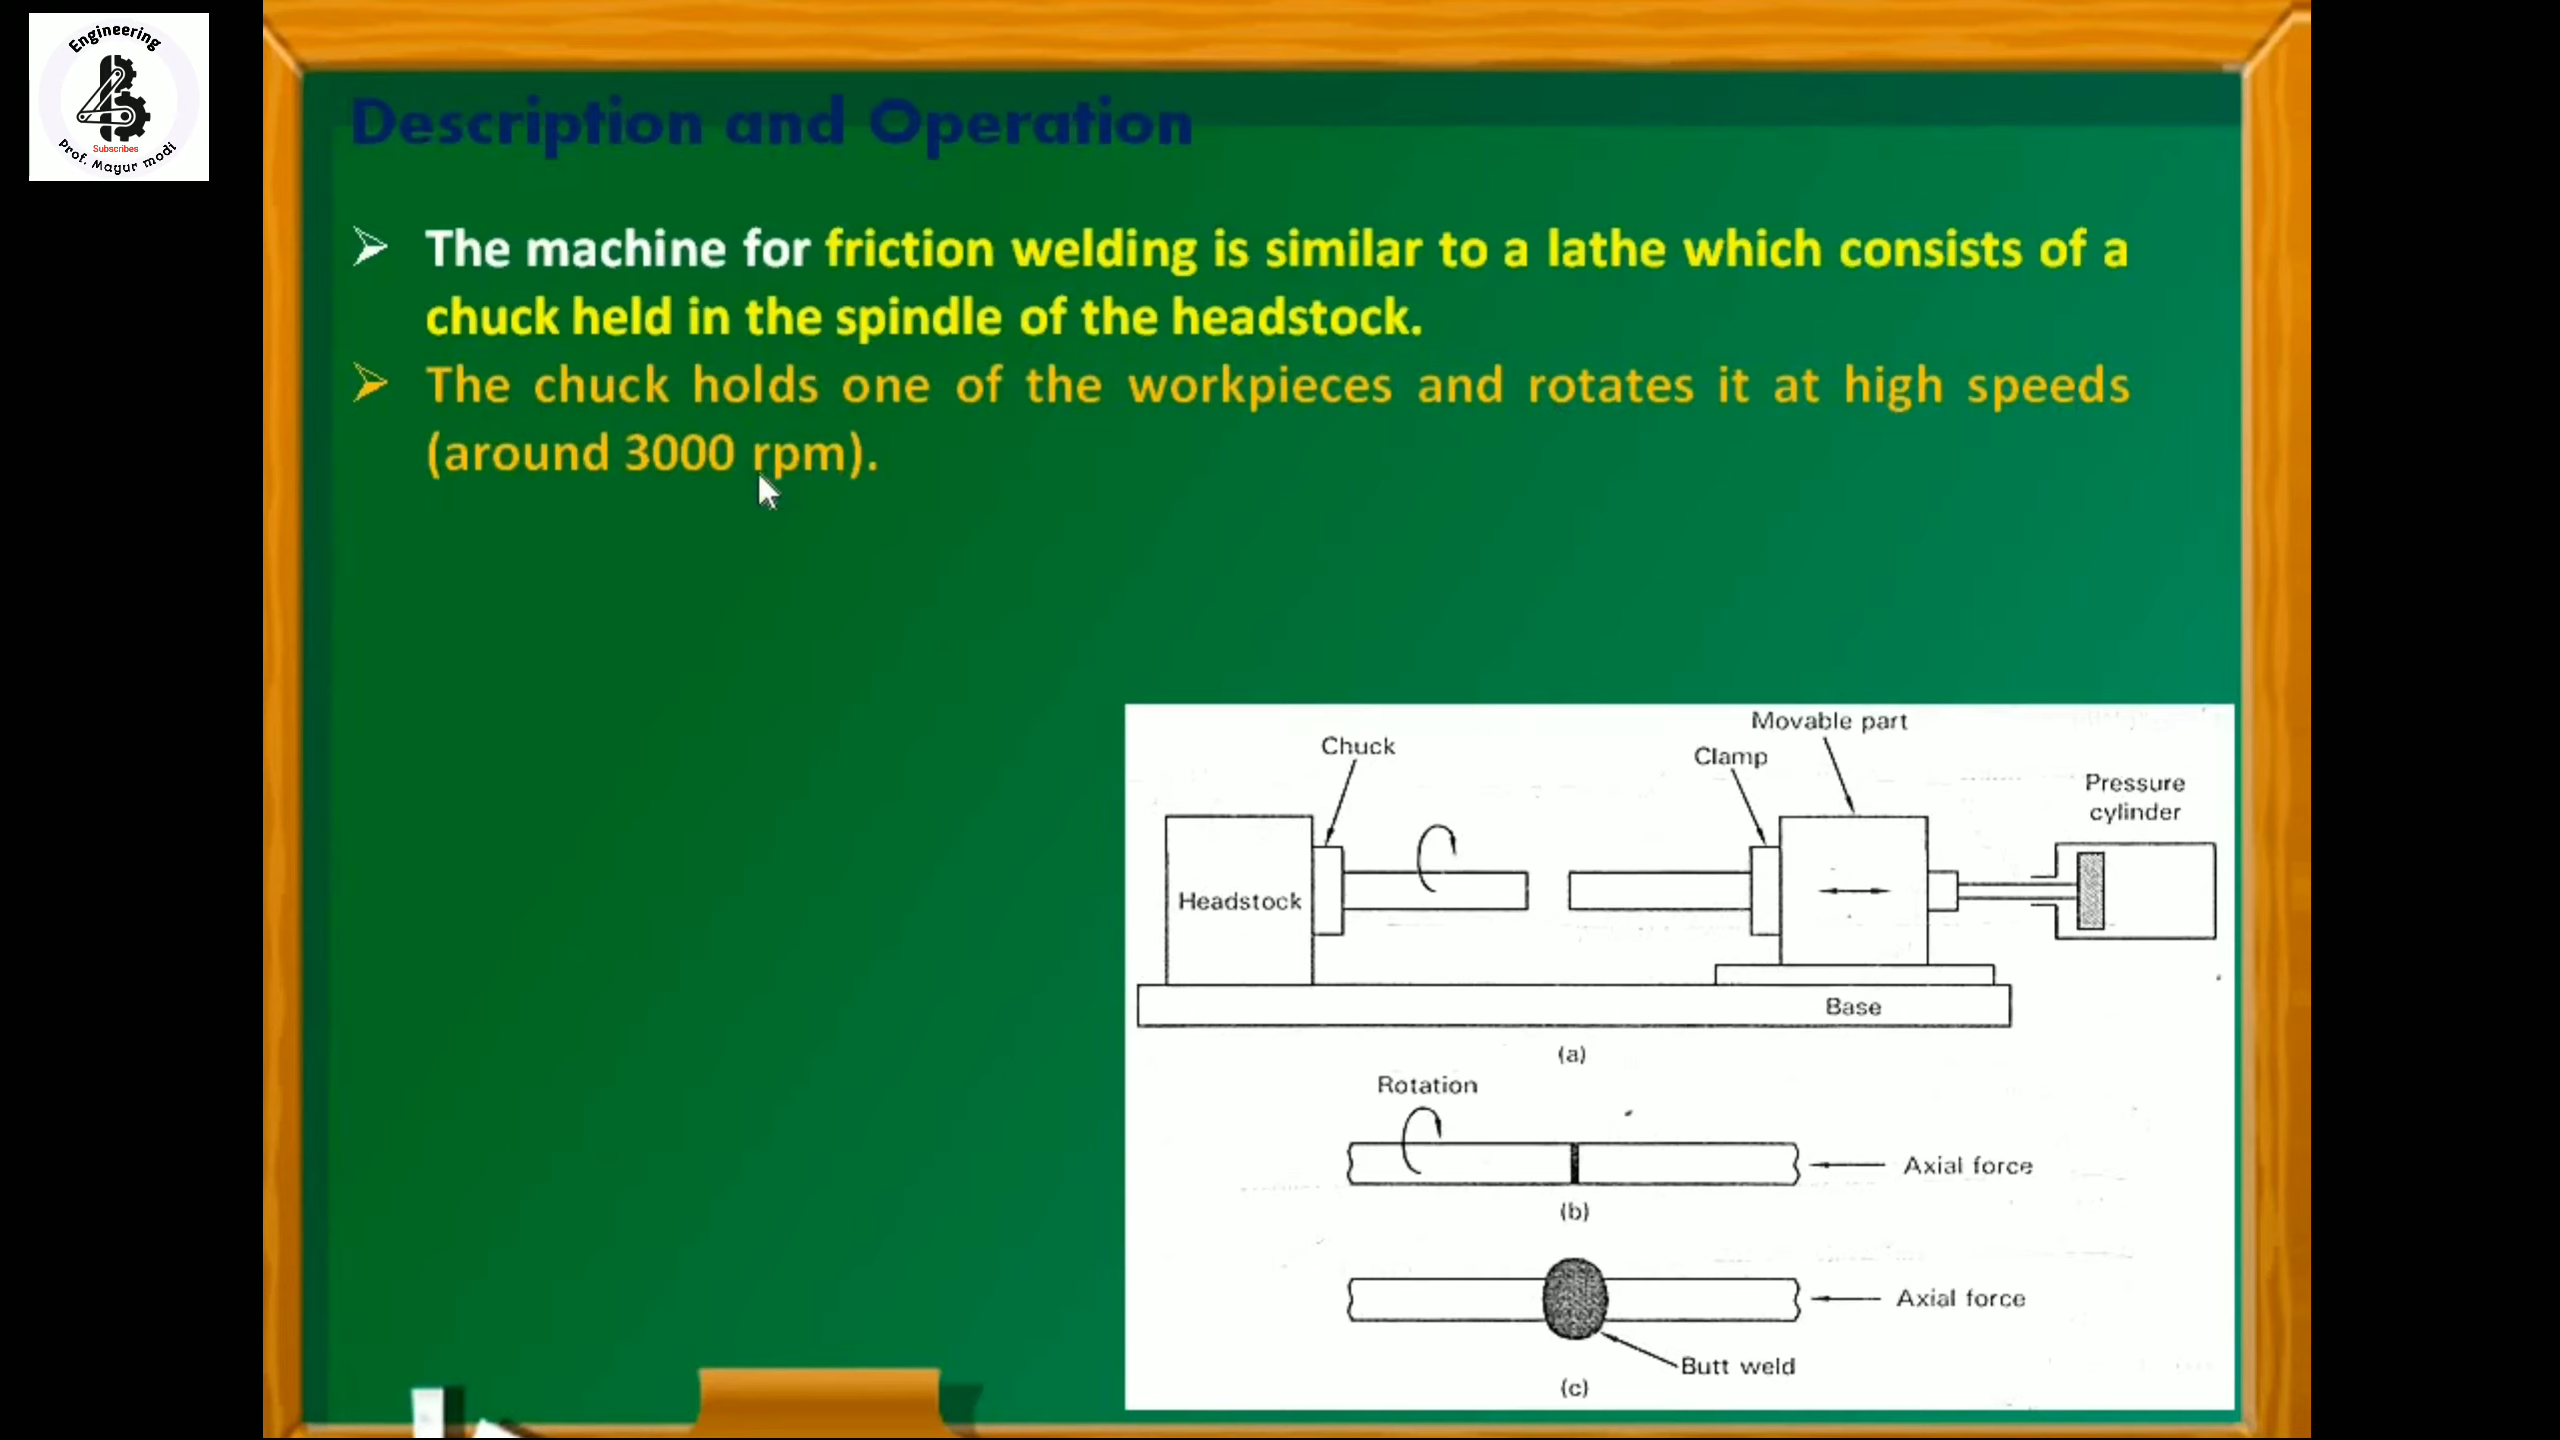 Engineering
Subscribes
Prof. Mayur modi
Description and Operation
The machine for friction welding is similar to a lathe which consists of a
chuck held in the spindle of the headstock.
The chuck holds one of the workpieces and rotates it at high speeds
(around 3000 rpm).
Movable part
Chuck
Clamp
Pressure
cylinder
Headstock
Base
(a)
Rotation
Axial force
(b)
Axial force
Butt weld
(c)